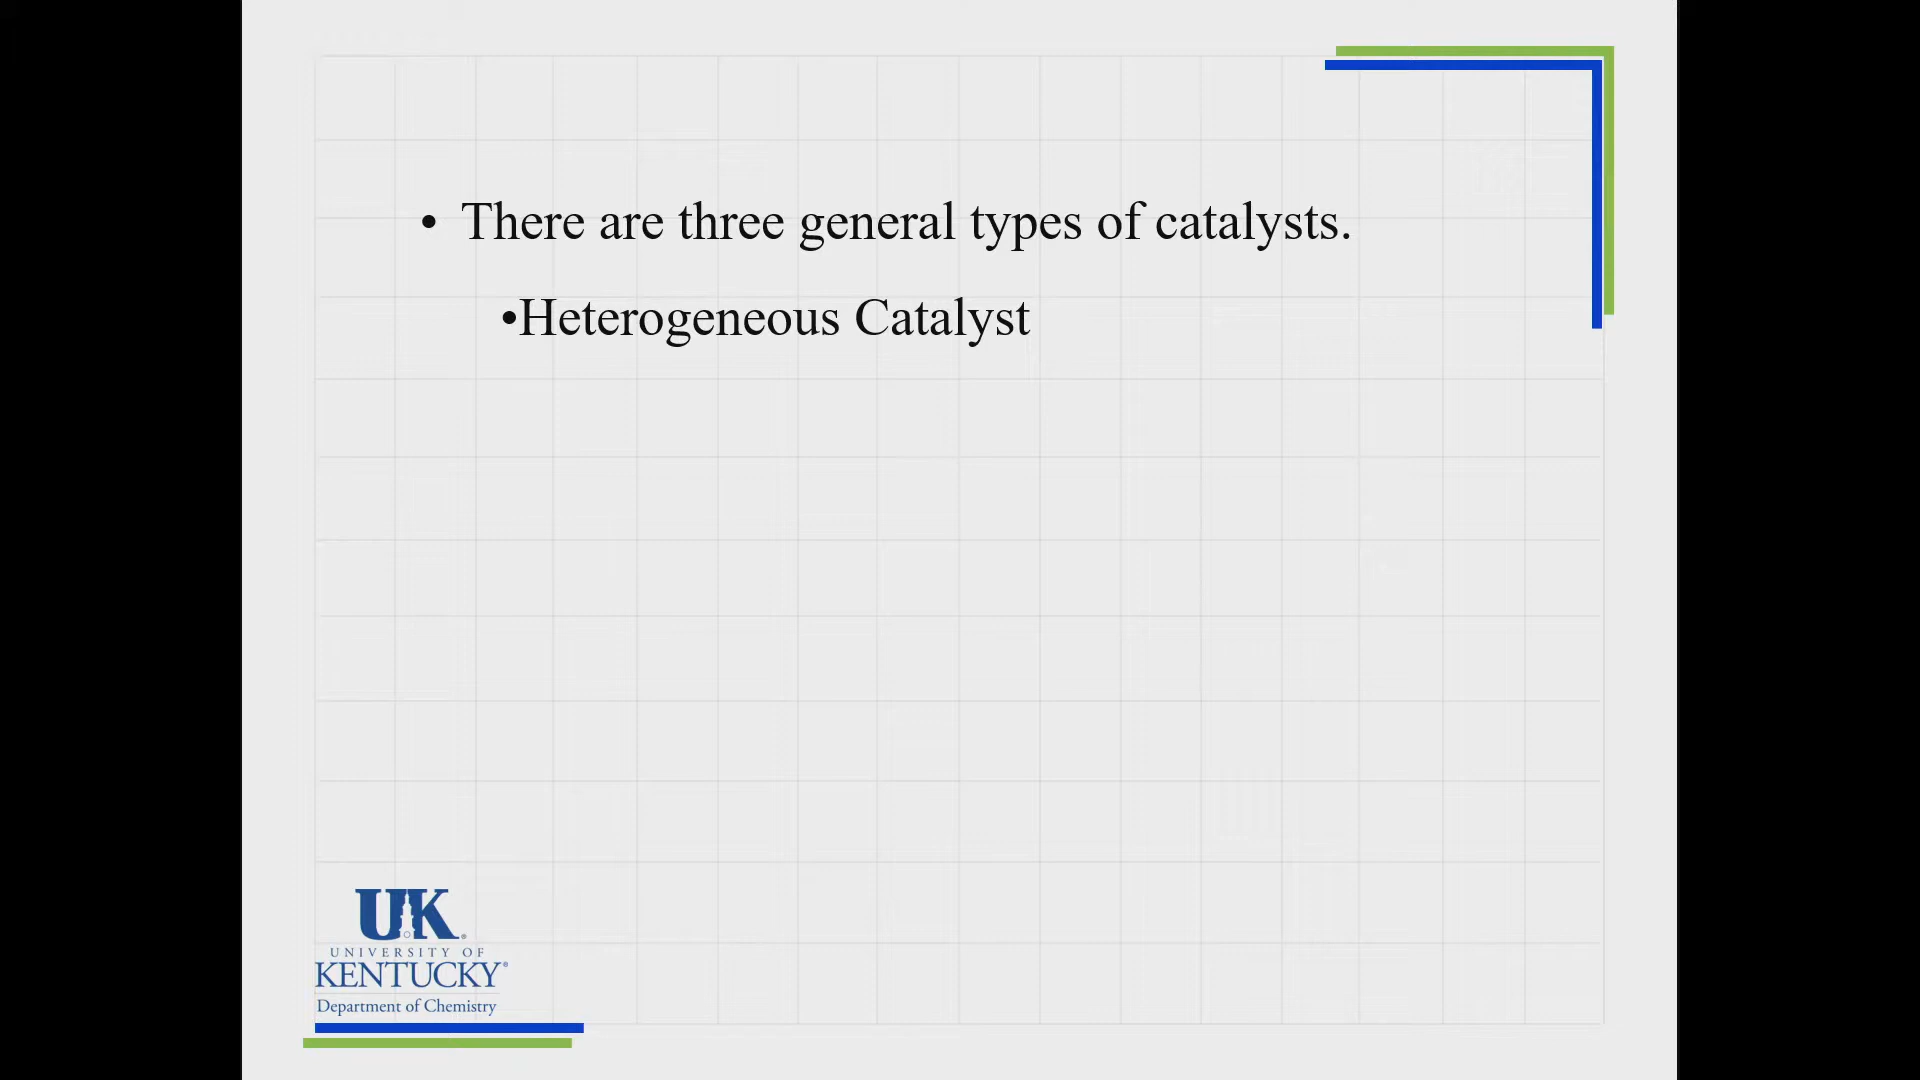 • There are three general types of catalysts.
•Heterogeneous Catalyst
UK®
UNIVERSITY OF
KENTUCKY®
Department of Chemistry